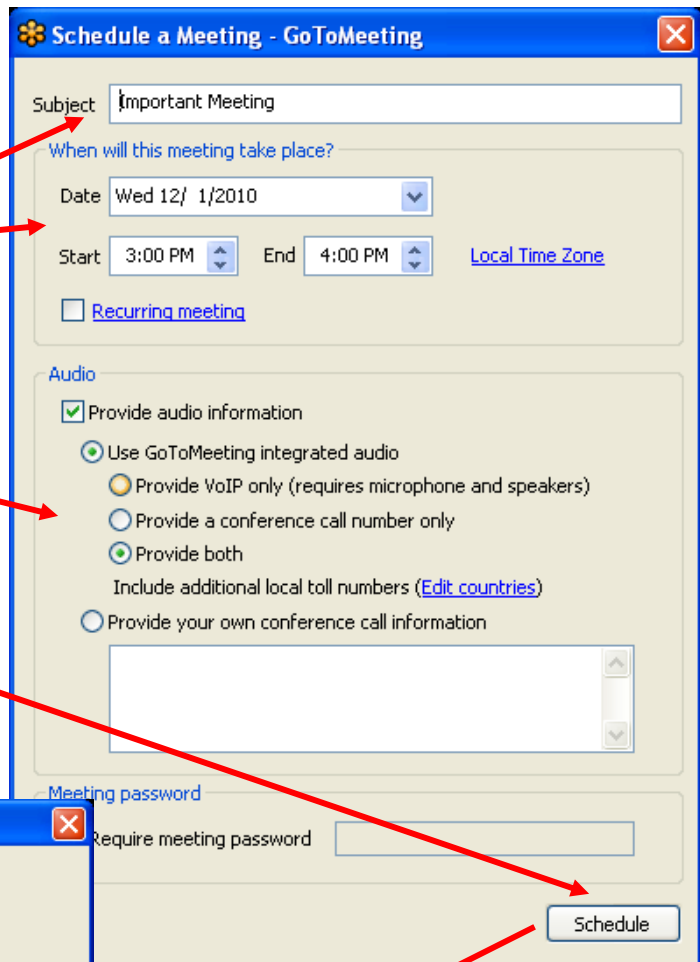 Schedule a Meeting - GoToMeeting
Subject Important Meeting
When will this meeting take place?
Date Wed 12/ 1/2010
Start 3:00 PM End 4:00 PM Local Time Zone
Recurring meeting
Audio
Provide audio information
Use GoToMeeting integrated audio
Provide VoIP only (requires microphone and speakers)
Provide a conference call number only
Provide both
Include additional local toll numbers (Edit countries)
Provide your own conference call information
Meeting password
Require meeting password
Schedule